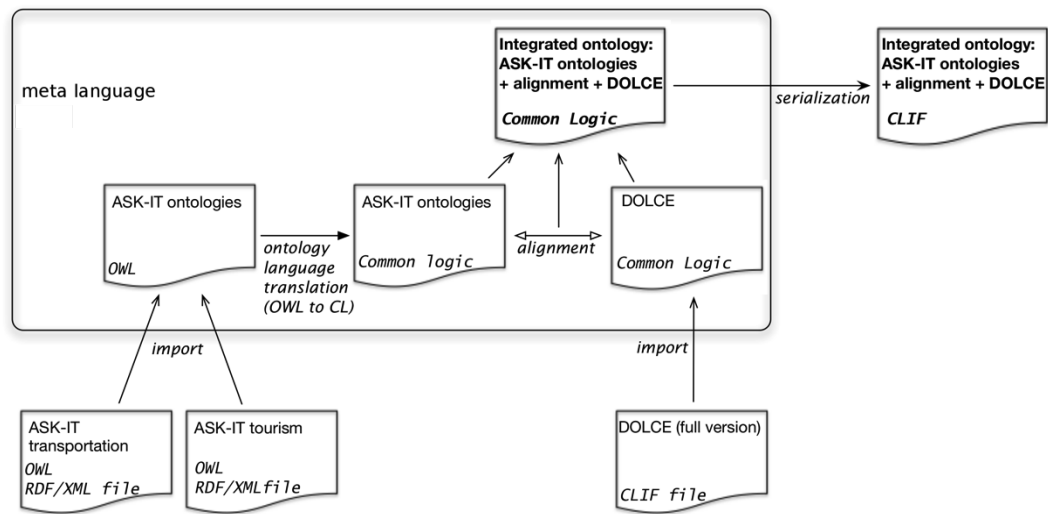 Integrated ontology:
ASK-IT ontologies
+ alignment + DOLCE
Common Logic
serialization
Integrated ontology:
ASK-IT ontologies
+ alignment + DOLCE
CLIF
meta language
ASK-IT ontologies
OWL
ontology
language
translation
(OWL to CL)
ASK-IT ontologies
Common logic
alignment
DOLCE
Common Logic
import
import
ASK-IT
transportation
OWL
RDF/XML file
ASK-IT tourism
OWL
RDF/XMLfile
DOLCE (full version)
CLIF file